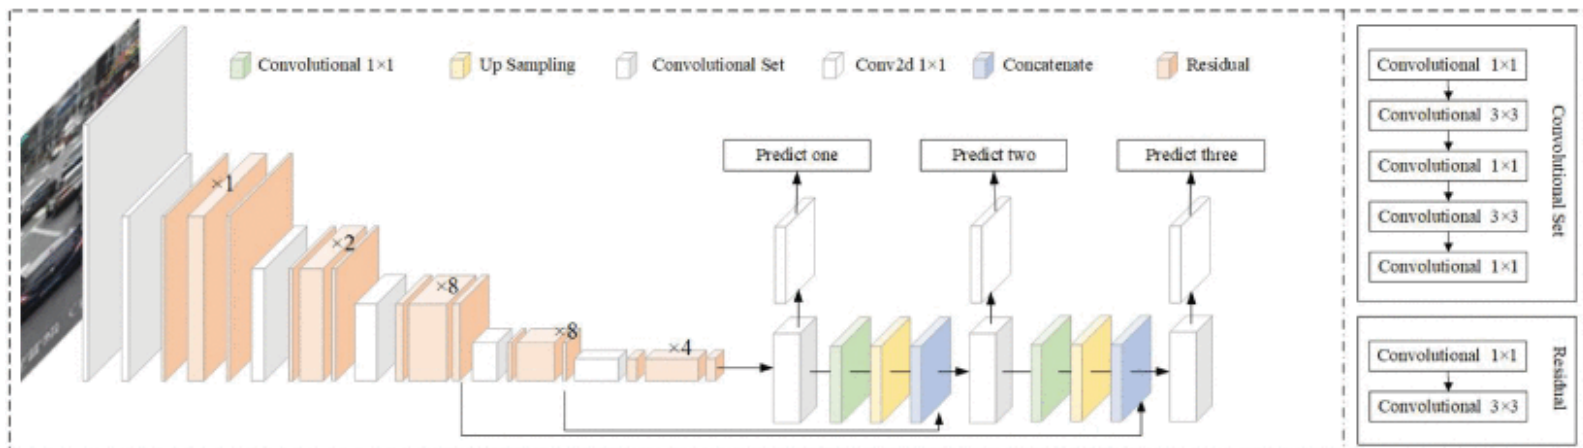 Convolutional 1×1
Up Sampling
Convolutional Set
Conv2d 1×1
Concatenate
Residual
×1
×2
×8
×8
×4
Predict one
Predict two
Predict three
Convolutional 1×1
Convolutional 3×3
Convolutional 1×1
Convolutional 3×3
Convolutional 1×1
Convolutional Set
Convolutional 1×1
Convolutional 3×3
Residual